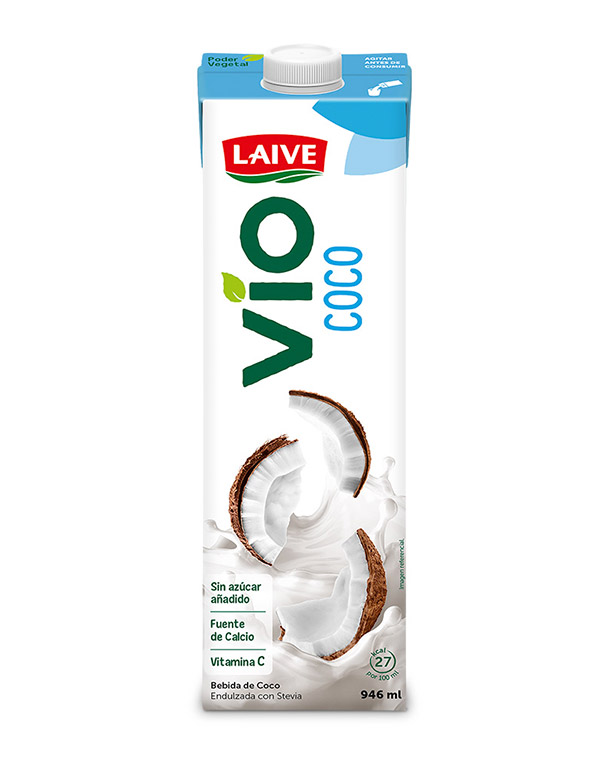 Poder
Vegetal
AGITAR
ANTES DE
CONSUMIR
LAIVE
vio
COCO
Imagen referencial
Sin azúcar
añadido
Fuente
de Calcio
Vitamina C
kcal
27
por 100 ml
Bebida de Coco
Endulzada con Stevia
946 ml